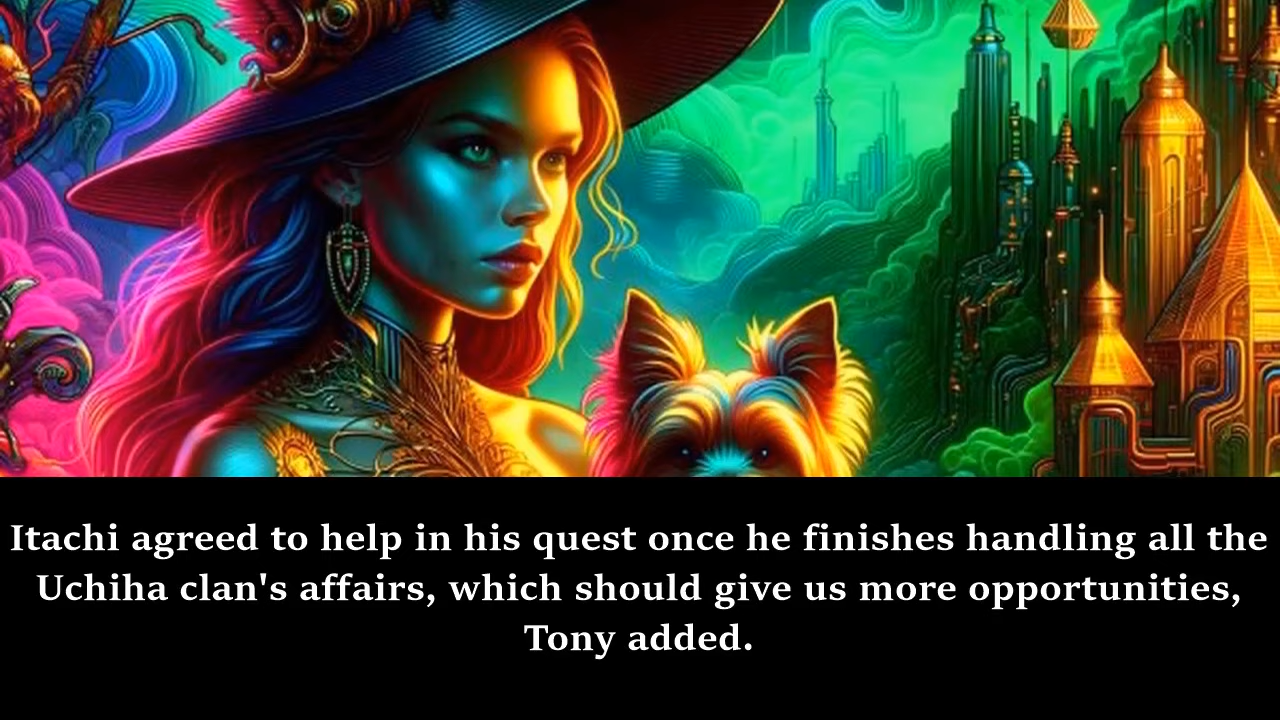 Itachi agreed to help in his quest once he finishes handling all the
Uchiha clan's affairs, which should give us more opportunities,
Tony added.